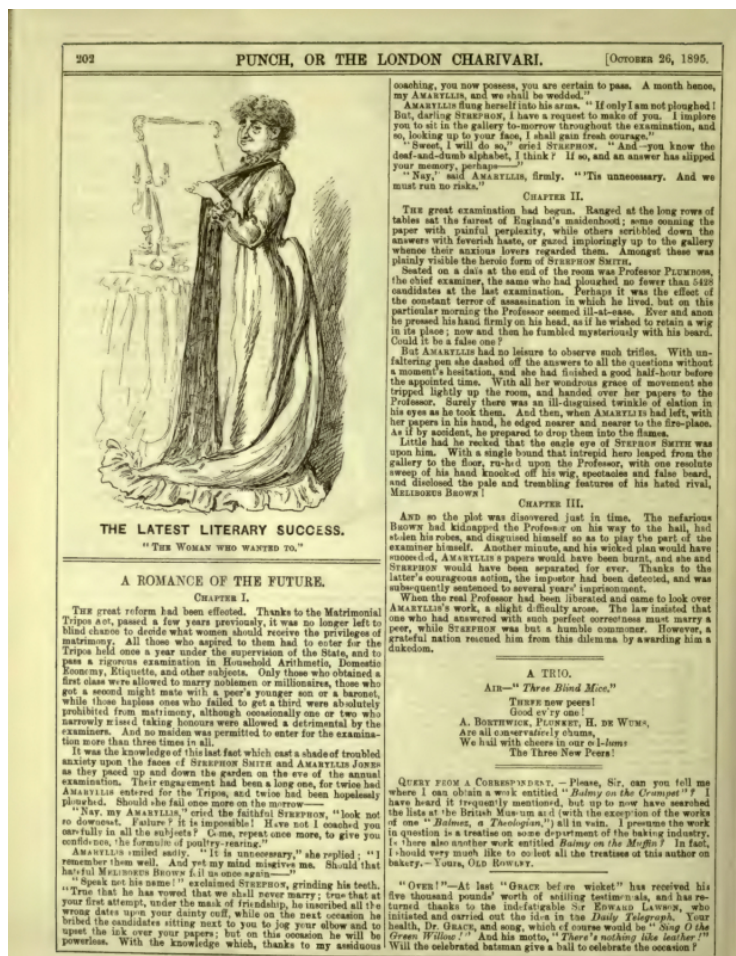 202
PUNCH, OR THE LONDON CHARIVARI.
[OCTOBER 26, 1895.
THE LATEST LITERARY SUCCESS.
"THE WOMAN WHO WANTED TO."
A ROMANCE OF THE FUTURE.
CHAPTER I.
THE great reform had been effected. Thanks to the Matrimonial
Tripos Act, passed a few years previously, it was no longer left to
blind chance to decide what women should receive the privileges of
matrimony. All those who aspired to them had to enter for the
Tripos held once a year under the supervision of the State, and to
pass a rigorous examination in Household Arithmetic, Domestic
Economy, Etiquette, and other subjects. Only those who obtained a
first class were allowed to marry noblemen or millionaires, those who
got a second might mate with a peer's younger son or a baronet,
while those hapless ones who failed to get a third were absolutely
prohibited from matrimony, although occasionally one or two who
narrowly missed taking honours were allowed a detrimental by the
examiners. And no maiden was permitted to enter for the examina-
tion more than three times in all.
It was the knowledge of this last fact which cast a shade of troubled
anxiety upon the faces of STREPHON SMITH and AMARYLLIS JONES
as they paced up and down the garden on the eve of the annual
examination. Their engagement had been a long one, for twice had
AMARYLLIS entered for the Tripos, and twice had been hopelessly
ploughed. Should she fail once more on the morrow——
"Nay, my AMARYLLIS," cried the faithful STREPHON, "look not
so downcast. Failure? it is impossible! Have not I coached you
carefully in all the subjects? Come, repeat once more, to give you
confidence, the formulæ of poultry-rearing."
AMARYLLIS smiled sadly. "It is unnecessary," she replied; "I
remember them well. And yet my mind misgives me. Should that
hateful MELIBŒUS BROWN foil us once again——"
"Speak not his name!" exclaimed STREPHON, grinding his teeth.
"True that he has vowed that we shall never marry; true that at
your first attempt, under the mask of friendship, he inscribed all the
wrong dates upon your dainty cuff, while on the next occasion he
bribed the candidates sitting next to you to jog your elbow and to
upset the ink over your papers; but on this occasion he will be
powerless. With the knowledge which, thanks to my assiduous
coaching, you now possess, you are certain to pass. A month hence,
my AMARYLLIS, and we shall be wedded."
AMARYLLIS flung herself into his arms. "If only I am not ploughed!
But, darling STREPHON, I have a request to make of you. I implore
you to sit in the gallery to-morrow throughout the examination, and
so, looking up to your face, I shall gain fresh courage."
"Sweet, I will do so," cried STREPHON. "And—you know the
deaf-and-dumb alphabet, I think? If so, and an answer has slipped
your memory, perhaps——"
"Nay," said AMARYLLIS, firmly. "'Tis unnecessary. And we
must run no risks."
CHAPTER II.
THE great examination had begun. Ranged at the long rows of
tables sat the fairest of England's maidenhood; some conning the
paper with painful perplexity, while others scribbled down the
answers with feverish haste, or gazed imploringly up to the gallery
whence their anxious lovers regarded them. Amongst these was
plainly visible the heroic form of STREPHON SMITH.
Seated on a daïs at the end of the room was Professor PLUMBOSS,
the chief examiner, the same who had ploughed no fewer than 5428
candidates at the last examination. Perhaps it was the effect of
the constant terror of assassination in which he lived, but on this
particular morning the Professor seemed ill-at-ease. Ever and anon
he pressed his hand firmly on his head, as if he wished to retain a wig
in its place; now and then he fumbled mysteriously with his beard.
Could it be a false one?
But AMARYLLIS had no leisure to observe such trifles. With un-
faltering pen she dashed off the answers to all the questions without
a moment's hesitation, and she had finished a good half-hour before
the appointed time. With all her wondrous grace of movement she
tripped lightly up the room, and handed over her papers to the
Professor. Surely there was an ill-disguised twinkle of elation in
his eyes as he took them. And then, when AMARYLLIS had left, with
her papers in his hand, he edged nearer and nearer to the fire-place.
As if by accident, he prepared to drop them into the flames.
Little had he recked that the eagle eye of STEPHON SMITH was
upon him. With a single bound that intrepid hero leaped from the
gallery to the floor, rushed upon the Professor, with one resolute
sweep of his hand knocked off his wig, spectacles and false beard,
and disclosed the pale and trembling features of his hated rival,
MELIBŒUS BROWN!
CHAPTER III.
AND so the plot was discovered just in time. The nefarious
BROWN had kidnapped the Professor on his way to the hall, had
stolen his robes, and disguised himself so as to play the part of the
examiner himself. Another minute, and his wicked plan would have
succeeded, AMARYLLIS's papers would have been burnt, and she and
STREPHON would have been separated for ever. Thanks to the
latter's courageous action, the impostor had been detected, and was
subsequently sentenced to several years' imprisonment.
When the real Professor had been liberated and came to look over
AMARYLLIS's work, a slight difficulty arose. The law insisted that
one who had answered with such perfect correctness must marry a
peer, while STREPHON was but a humble commoner. However, a
grateful nation rescued him from this dilemma by awarding him a
dukedom.
A TRIO.
AIR—"Three Blind Mice."
THREE new peers!
Good ev'ry one!
A. BORTHWICK, PLUNKET, H. DE WUMS,
Are all conservatively chums,
We hail with cheers in our col-lums
The Three New Peers!
QUERY FROM A CORRESPONDENT.—Please, Sir, can you tell me
where I can obtain a work entitled "Balmy on the Crumpet"? I
have heard it frequently mentioned, but up to now have searched
the lists at the British Museum and (with the exception of the works
of one "Balmez, a Theologian,") all in vain. I presume the work
in question is a treatise on some department of the baking industry.
Is there also another work entitled Balmy on the Muffin? In fact,
I should very much like to collect all the treatises of this author on
bakery.—Yours, OLD ROWLEY.
"OVER!"—At last "GRACE before wicket" has received his
five thousand pounds' worth of smiling testimonials, and has re-
turned thanks to the indefatigable Sir EDWARD LAWSON, who
initiated and carried out the idea in the Daily Telegraph. Your
health, Dr. GRACE, and song, which of course would be "Sing O the
Green Willow!" And his motto, "There's nothing like leather!"
Will the celebrated batsman give a ball to celebrate the occasion?